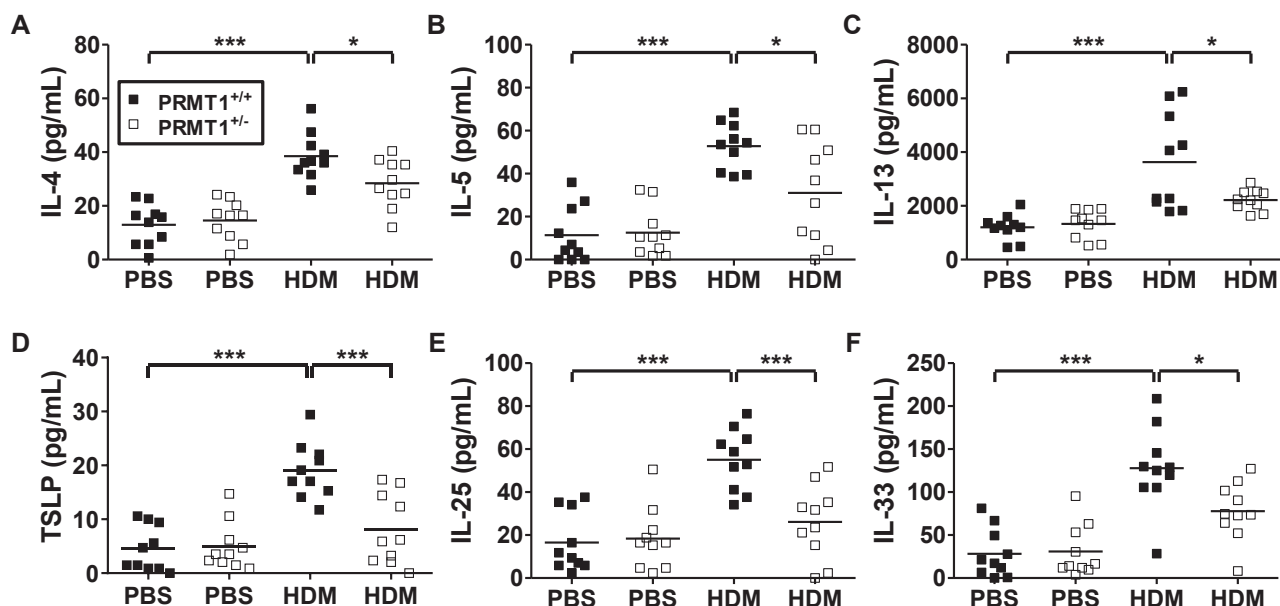 A
IL-4 (pg/mL)
80
60
40
20
0
*** *
PRMT1+/+
PRMT1+/-
PBS PBS HDM HDM
B
IL-5 (pg/mL)
100
80
60
40
20
0
*** *
PBS PBS HDM HDM
C
IL-13 (pg/mL)
8000
6000
4000
2000
0
*** *
PBS PBS HDM HDM
D
TSLP (pg/mL)
40
30
20
10
0
*** ***
PBS PBS HDM HDM
E
IL-25 (pg/mL)
100
80
60
40
20
0
*** ***
PBS PBS HDM HDM
F
IL-33 (pg/mL)
250
200
150
100
50
0
*** *
PBS PBS HDM HDM